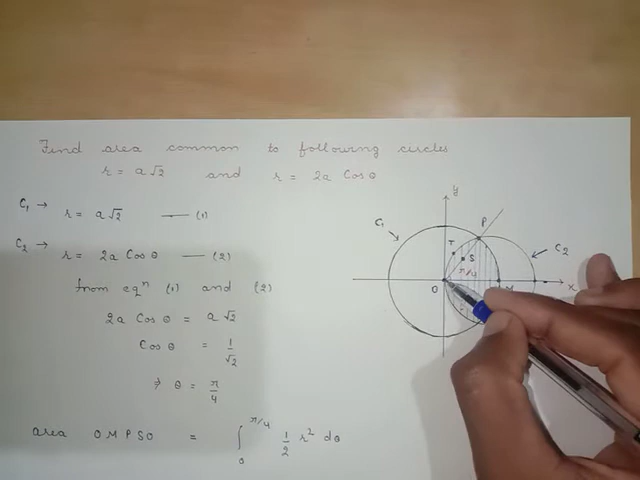 Find area common to following circles
r = a√2 and r = 2a Cos θ
C₁ → r = a√2 —— (1)
C₂ → r = 2a Cos θ —— (2)
from eqⁿ (1) and (2)
2a Cos θ = a√2
Cos θ = 1/√2
⇒ θ = π/4
area OMPSO = ∫₀^π/4 1/2 r² dθ
y
C₁
P
T
S
C₂
π/4
O
x